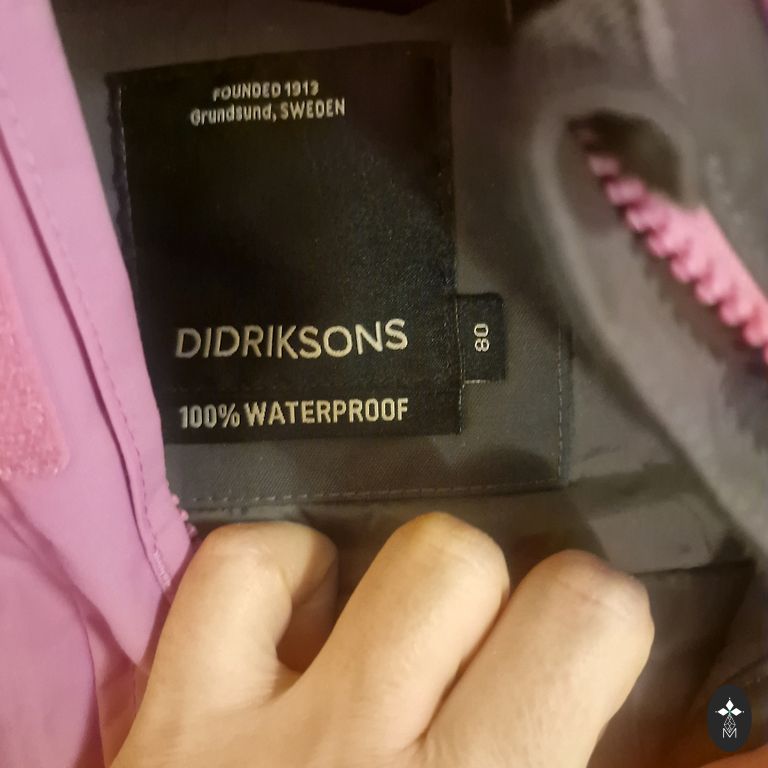 FOUNDED 1913
Grundsund, SWEDEN
DIDRIKSONS
80
100% WATERPROOF
M